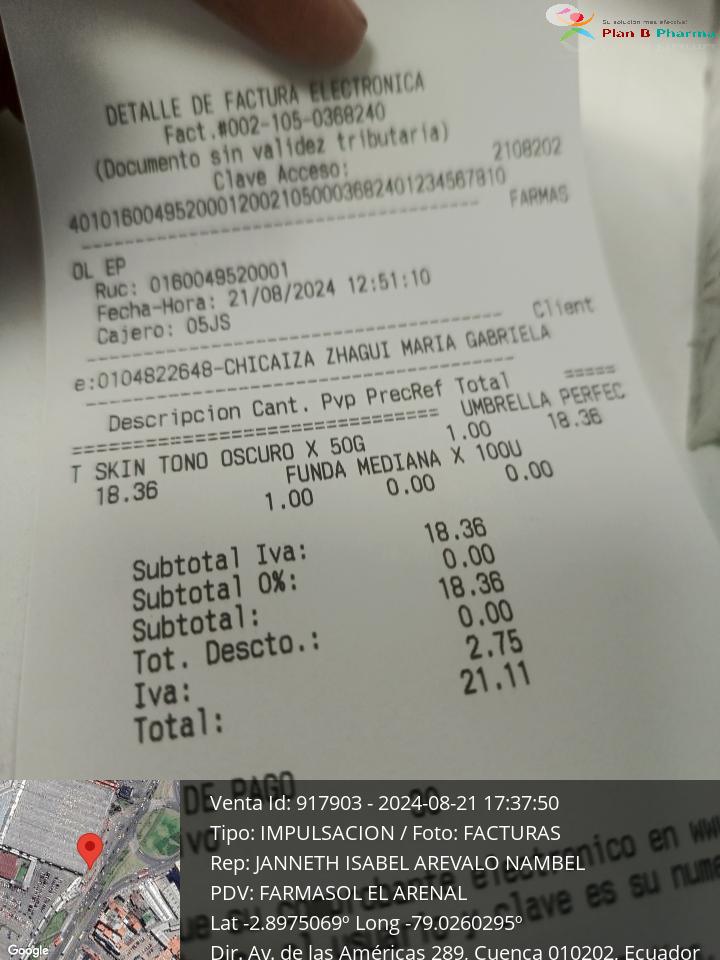 Su solución más efectiva!
Plan B Pharma
DETALLE DE FACTURA ELECTRONICA
Fact.#002-105-0368240
(Documento sin validez tributaria)
Clave Acceso: 2108202
401016004952000120021050003682401234567810
FARMAS
OL EP
Ruc: 0160049520001
Fecha-Hora: 21/08/2024 12:51:10
Cajero: 05JS
Client
e:0104822648-CHICAIZA ZHAGUI MARIA GABRIELA
Descripcion Cant. Pvp PrecRef Total
UMBRELLA PERFEC
T SKIN TONO OSCURO X 50G 1.00 18.36
18.36 FUNDA MEDIANA X 100U
1.00 0.00 0.00
Subtotal Iva: 18.36
Subtotal 0%: 0.00
Subtotal: 18.36
Tot. Descto.: 0.00
Iva: 2.75
Total: 21.11
DE PAGO
Venta Id: 917903 - 2024-08-21 17:37:50
Tipo: IMPULSACION / Foto: FACTURAS
Rep: JANNETH ISABEL AREVALO NAMBEL
PDV: FARMASOL EL ARENAL
Lat -2.8975069º Long -79.0260295º
Dir. Av. de las Américas 289, Cuenca 010202, Ecuador
Google